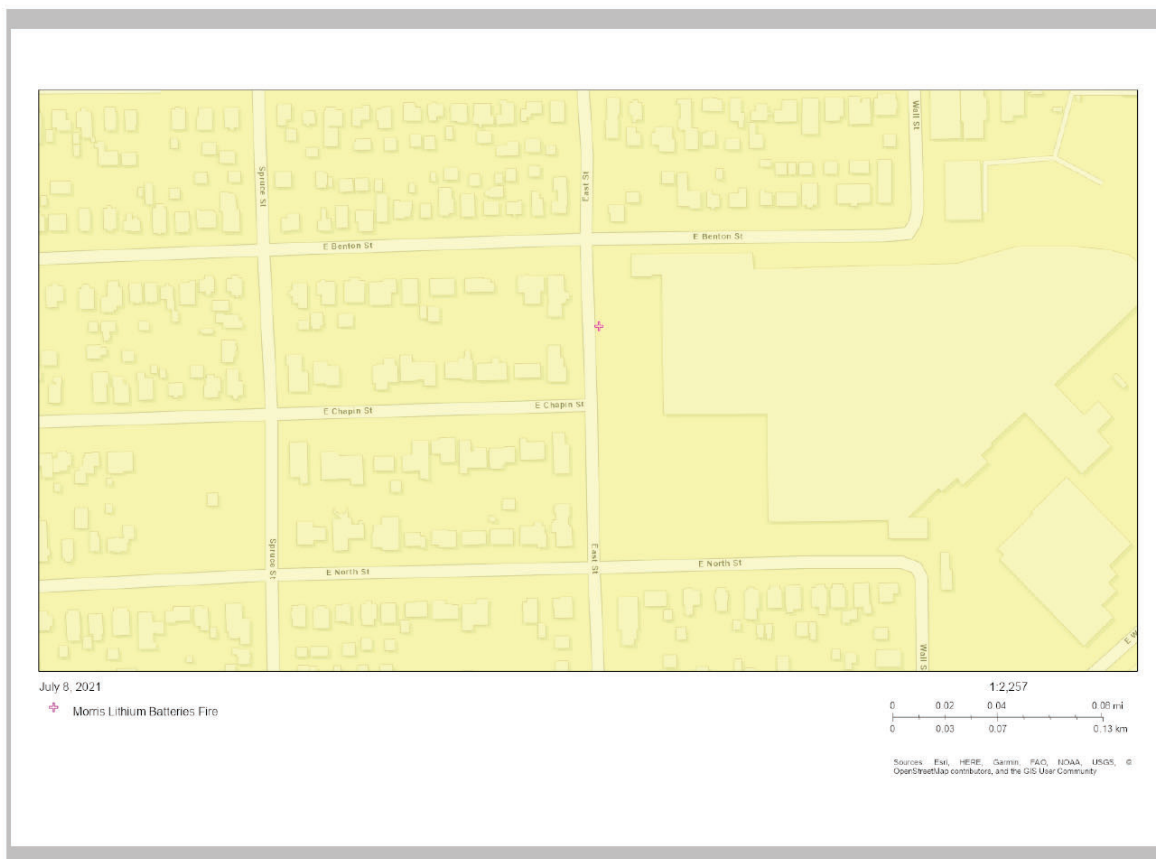 Wall St
Spruce St
East St
E Benton St
E Benton St
E Chapin St
E Chapin St
Spruce St
East St
E North St
E North St
Wall S
E W
July 8, 2021
Morris Lithium Batteries Fire
1:2,257
0 0.02 0.04 0.08 mi
0 0.03 0.07 0.13 km
Sources: Esri, HERE, Garmin, FAO, NOAA, USGS, ©
OpenStreetMap contributors, and the GIS User Community